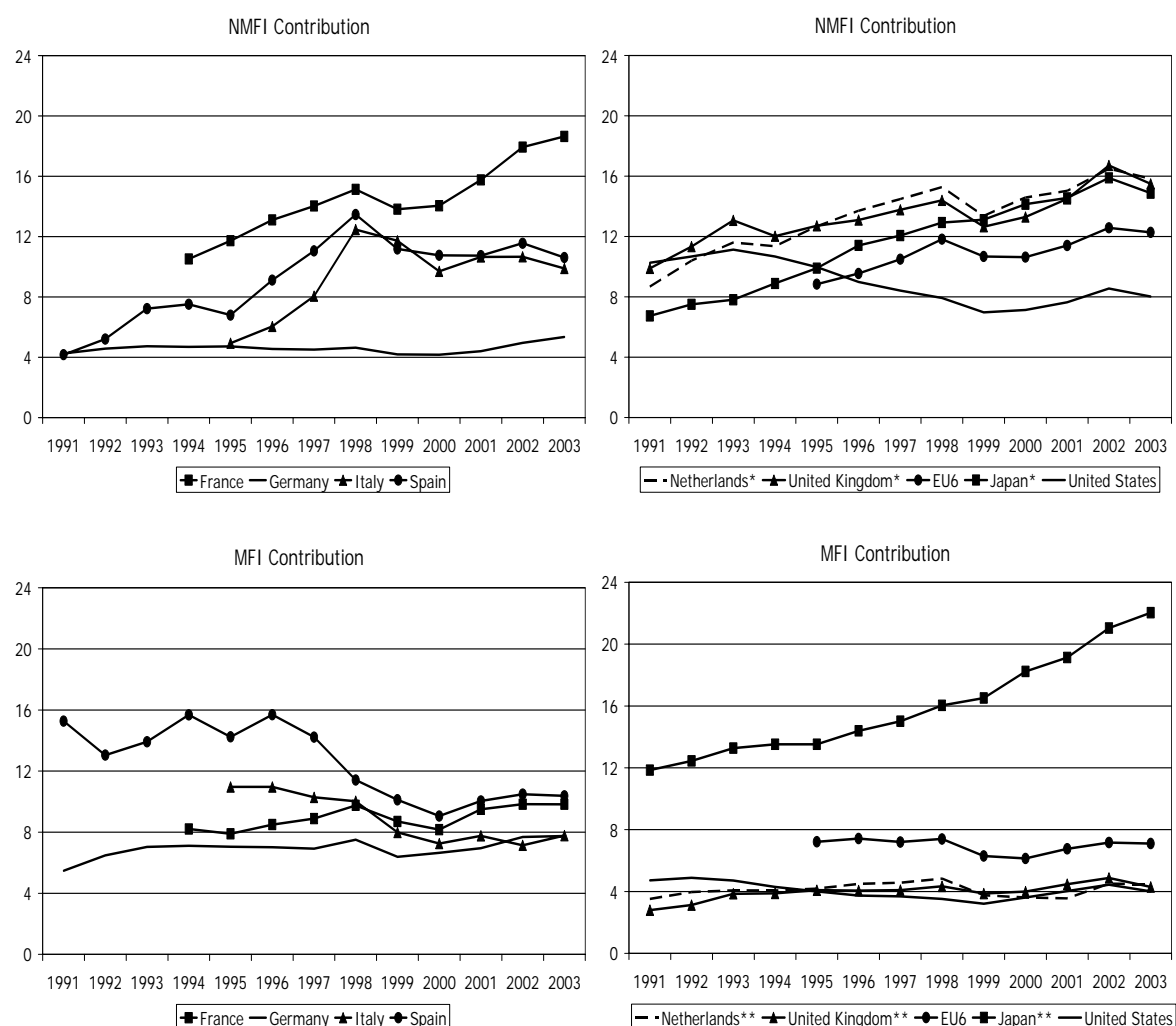 NMFI Contribution
24
20
16
12
8
4
0
1991 1992 1993 1994 1995 1996 1997 1998 1999 2000 2001 2002 2003
France Germany Italy Spain
NMFI Contribution
24
20
16
12
8
4
0
1991 1992 1993 1994 1995 1996 1997 1998 1999 2000 2001 2002 2003
Netherlands* United Kingdom* EU6 Japan* United States
MFI Contribution
24
20
16
12
8
4
0
1991 1992 1993 1994 1995 1996 1997 1998 1999 2000 2001 2002 2003
France Germany Italy Spain
MFI Contribution
24
20
16
12
8
4
0
1991 1992 1993 1994 1995 1996 1997 1998 1999 2000 2001 2002 2003
Netherlands** United Kingdom** EU6 Japan** United States